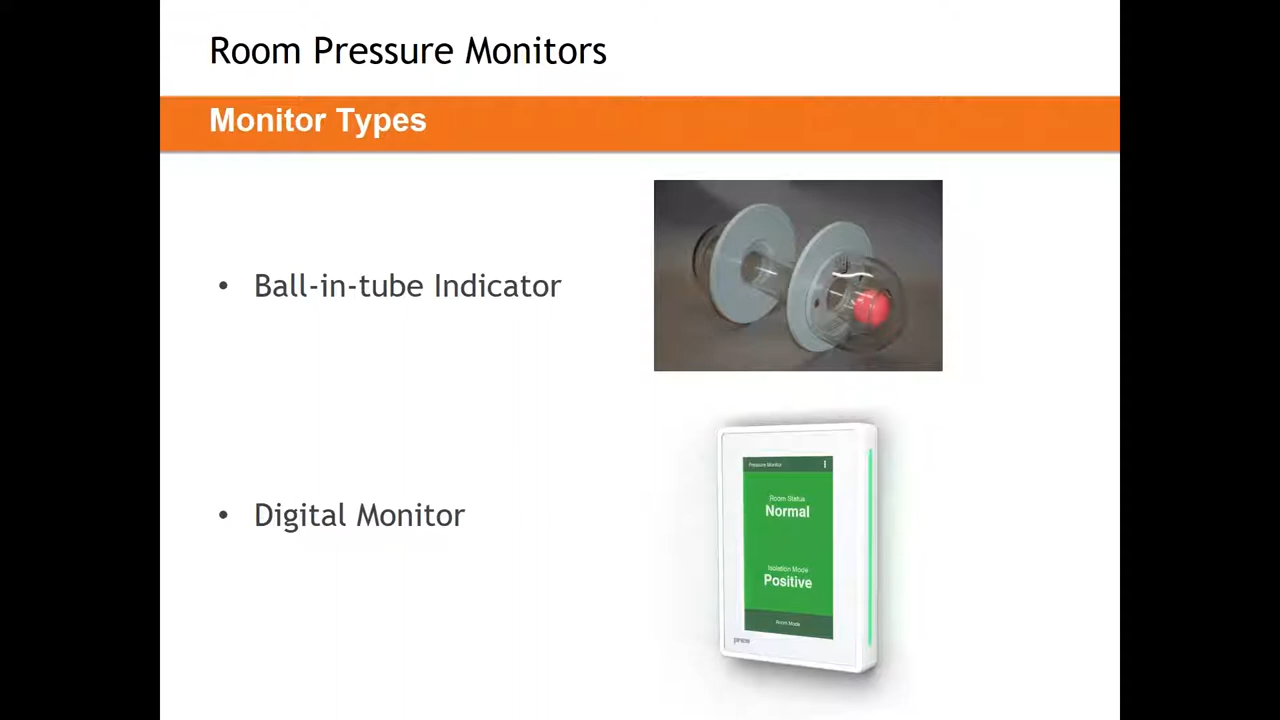 Room Pressure Monitors
Monitor Types
• Ball-in-tube Indicator
• Digital Monitor
Pressure Monitor
Room Status
Normal
Isolation Mode
Positive
Room Mode